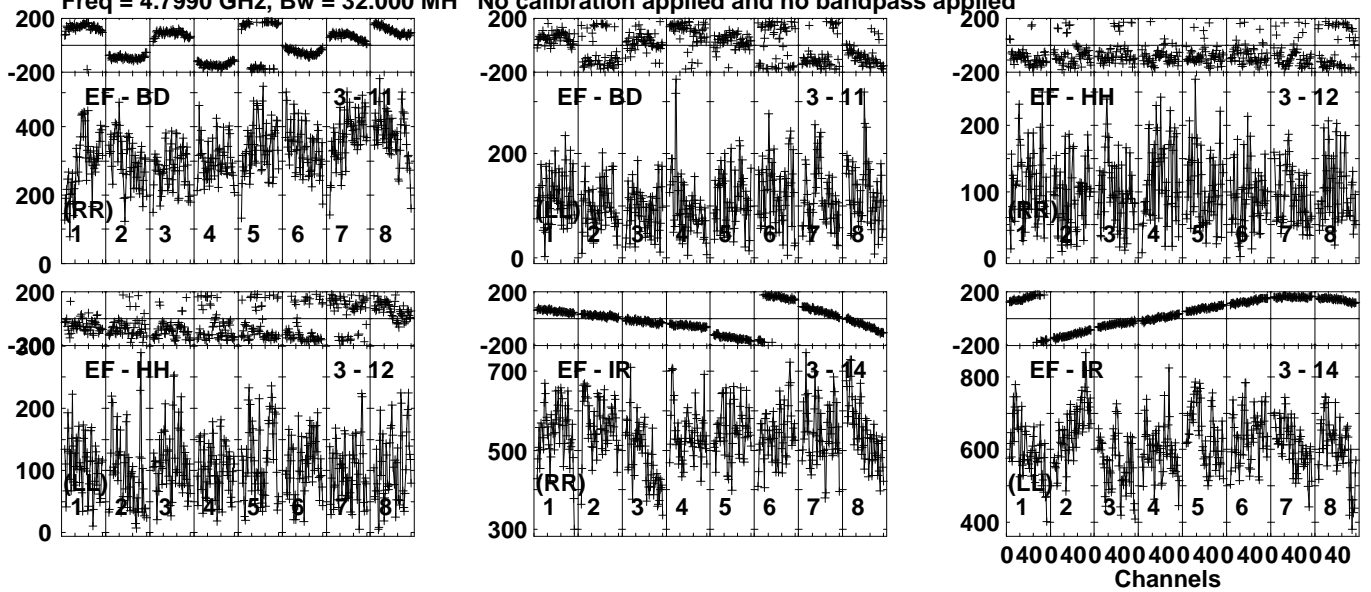 Freq = 4.7990 GHz, Bw = 32.000 MH No calibration applied and no bandpass applied
200
-200
EF - BD 3 - 11
400
200
(RR)
1 2 3 4 5 6 7 8
0
200
-200
EF - BD 3 - 11
200
(LL)
1 2 3 4 5 6 7 8
0
200
-200
EF - HH 3 - 12
200
100
(RR)
1 2 3 4 5 6 7 8
0
200
-200
300
EF - HH 3 - 12
200
100
(LL)
1 2 3 4 5 6 7 8
0
200
-200
700
EF - IR 3 - 14
500
(RR)
1 2 3 4 5 6 7 8
300
200
-200
EF - IR 3 - 14
800
600
(LL)
1 2 3 4 5 6 7 8
400
0 40 0 40 0 40 0 40 0 40 0 40 0 40 0 40
Channels